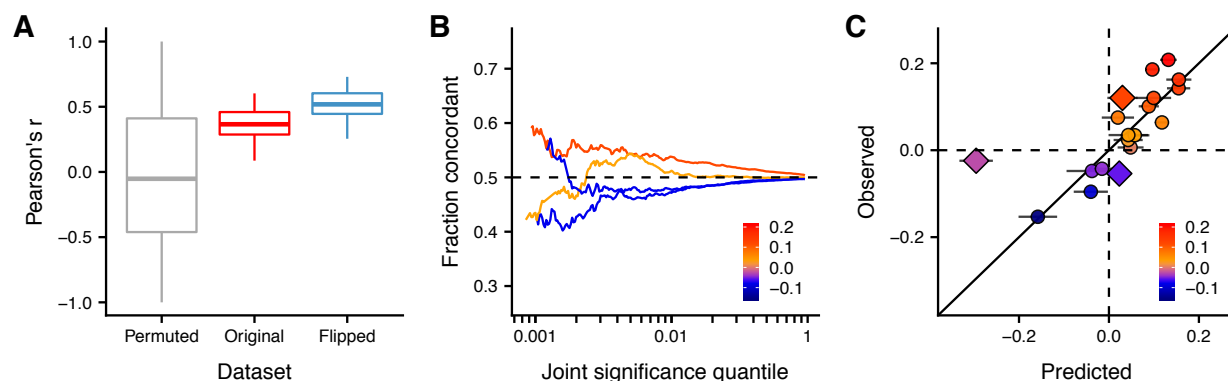 A
Pearson's r
1.0
0.5
0.0
−0.5
−1.0
Permuted Original Flipped
Dataset
B
Fraction concordant
0.7
0.6
0.5
0.4
0.3
0.2
0.1
0.0
−0.1
0.001 0.01 0.1 1
Joint significance quantile
C
Observed
0.2
0.0
−0.2
0.2
0.1
0.0
−0.1
−0.2 0.0 0.2
Predicted